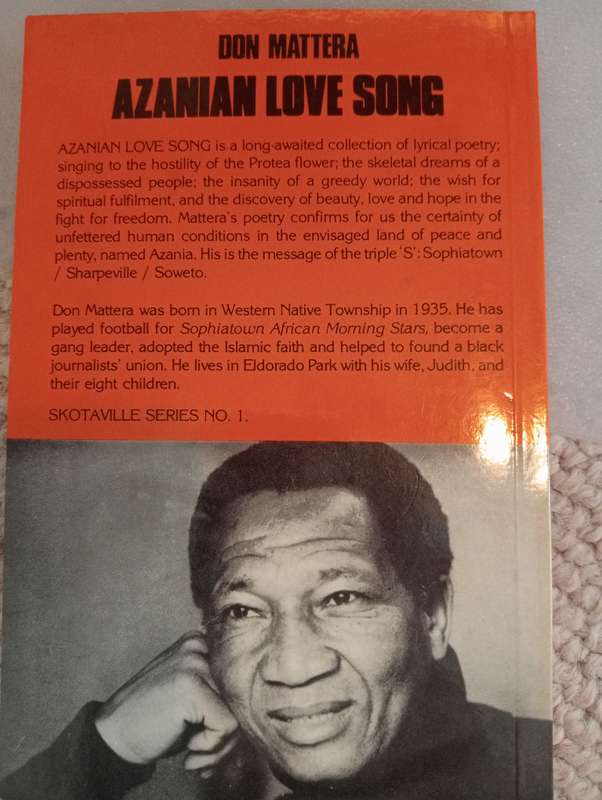 DON MATTERA
AZANIAN LOVE SONG
AZANIAN LOVE SONG is a long-awaited collection of lyrical poetry;
singing to the hostility of the Protea flower; the skeletal dreams of a
dispossessed people; the insanity of a greedy world; the wish for
spiritual fulfilment, and the discovery of beauty, love and hope in the
fight for freedom. Mattera's poetry confirms for us the certainty of
unfettered human conditions in the envisaged land of peace and
plenty, named Azania. His is the message of the triple 'S': Sophiatown
/ Sharpeville / Soweto.
Don Mattera was born in Western Native Township in 1935. He has
played football for Sophiatown African Morning Stars, become a
gang leader, adopted the Islamic faith and helped to found a black
journalists' union. He lives in Eldorado Park with his wife, Judith, and
their eight children.
SKOTAVILLE SERIES NO. 1.